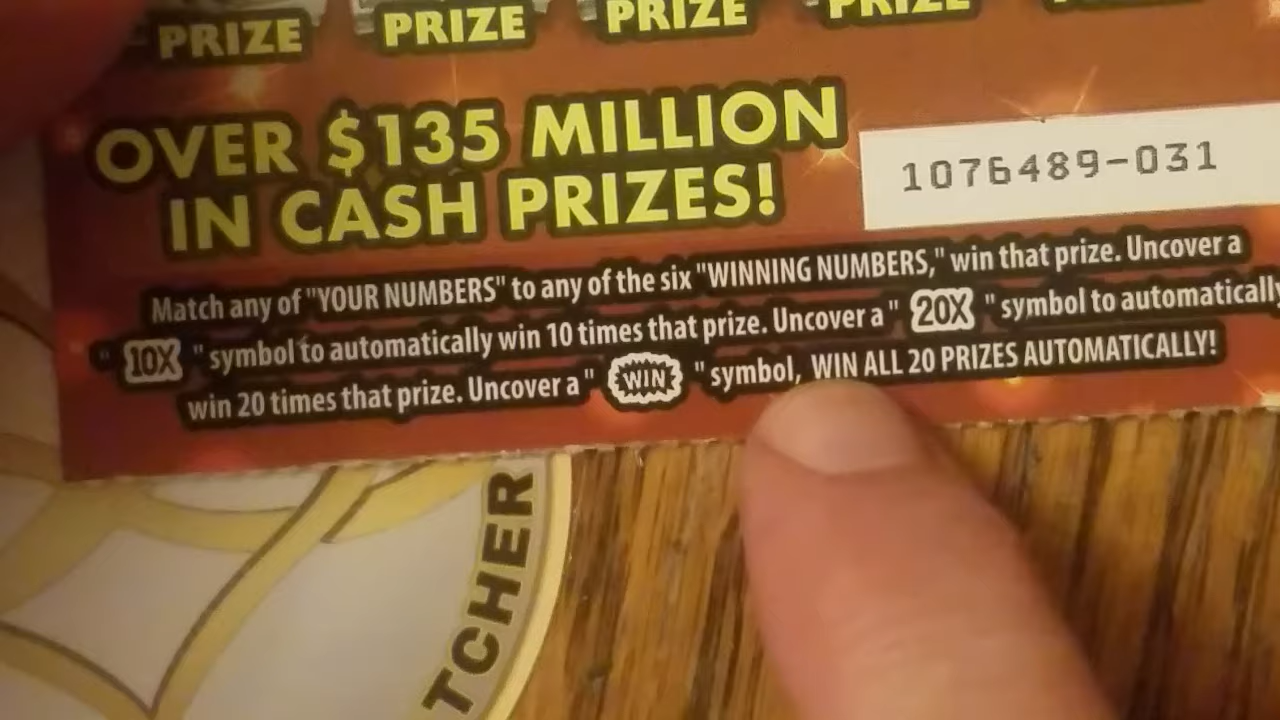 PRIZE PRIZE PRIZE PRIZE
OVER $135 MILLION
IN CASH PRIZES!
1076489-031
Match any of "YOUR NUMBERS" to any of the six "WINNING NUMBERS," win that prize. Uncover a
" 10X " symbol to automatically win 10 times that prize. Uncover a " 20X " symbol to automatically
win 20 times that prize. Uncover a " WIN " symbol, WIN ALL 20 PRIZES AUTOMATICALLY!
TCHER